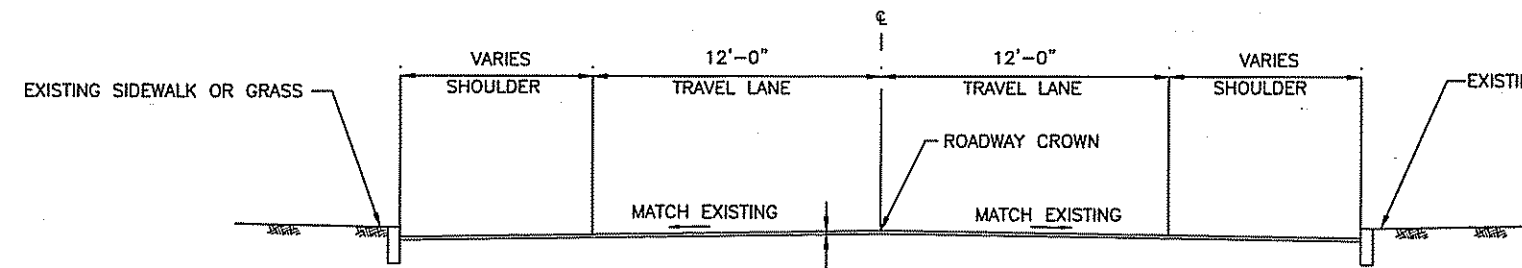 ℄
VARIES
12'-0"
12'-0"
VARIES
EXISTING SIDEWALK OR GRASS
SHOULDER
TRAVEL LANE
TRAVEL LANE
SHOULDER
ROADWAY CROWN
MATCH EXISTING
MATCH EXISTING